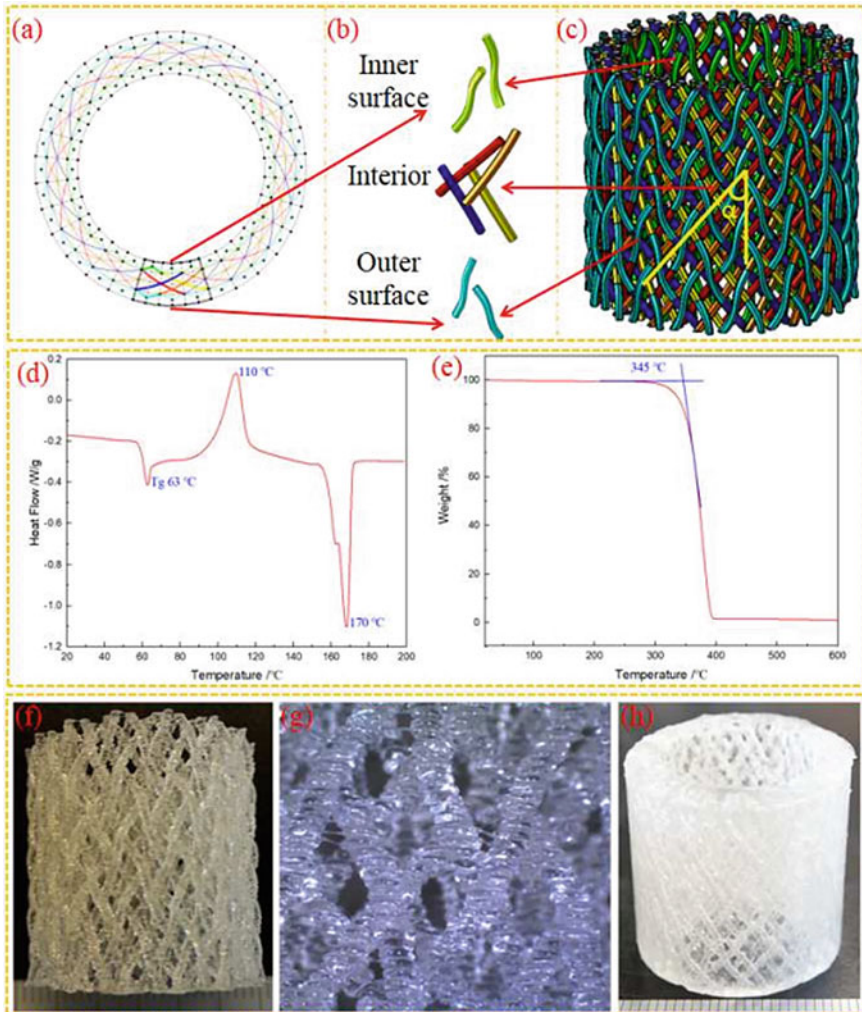 (a)
(b)
(c)
Inner
surface
Interior
Outer
surface
α
(d)
0.2
0.0
-0.2
-0.4
-0.6
-0.8
-1.0
-1.2
Heat Flow /W/g
110 °C
Tg 63 °C
170 °C
20 40 60 80 100 120 140 160 180 200
Temperature /℃
(e)
100
80
60
40
20
0
Weight /%
345 °C
100 200 300 400 500 600
Temperature /℃
(f)
(g)
(h)